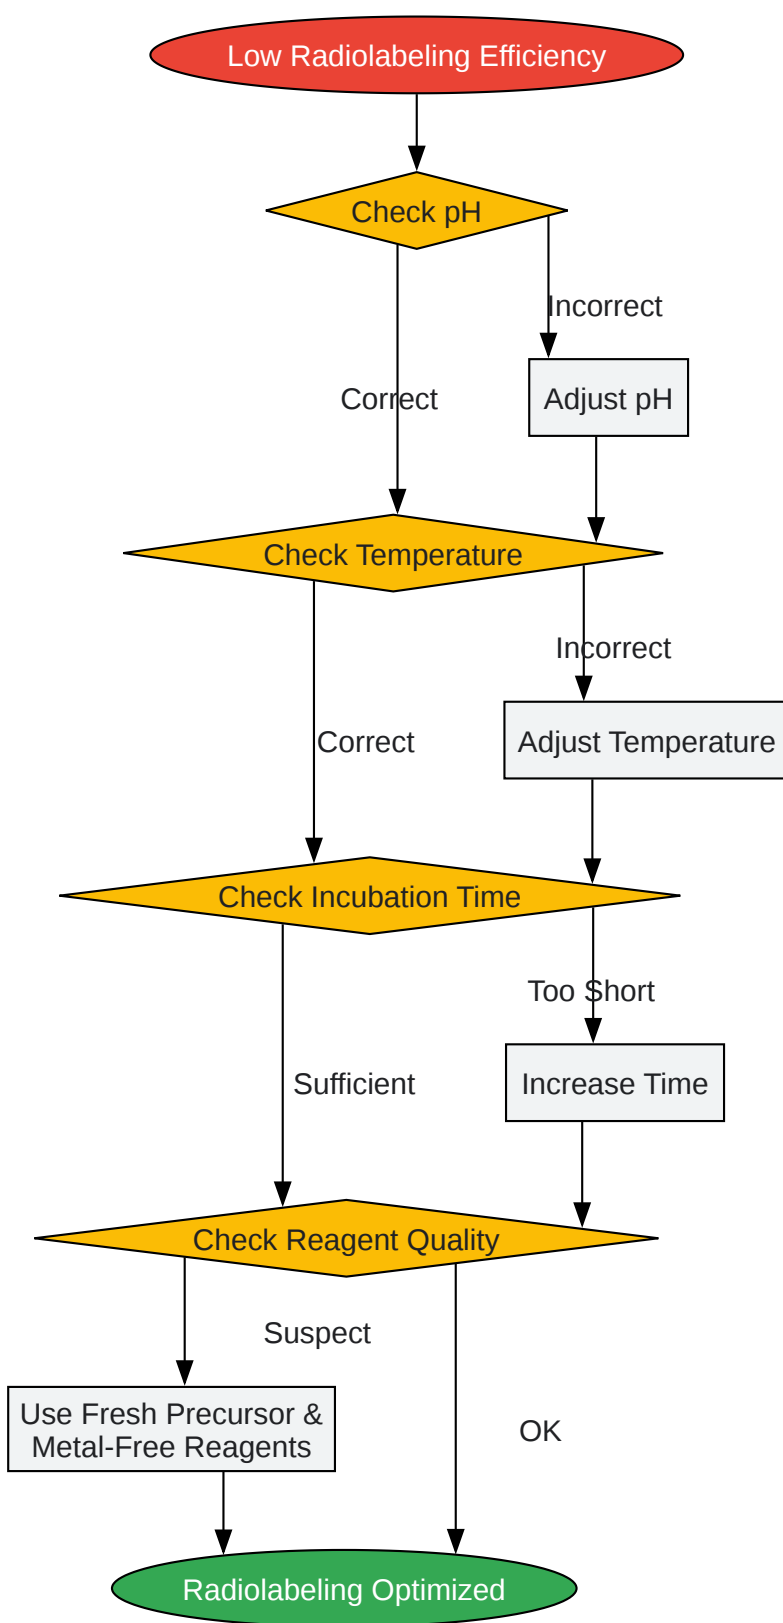 Low Radiolabeling Efficiency
Check pH
Incorrect
Correct
Adjust pH
Check Temperature
Incorrect
Correct
Adjust Temperature
Check Incubation Time
Too Short
Sufficient
Increase Time
Check Reagent Quality
Suspect
Use Fresh Precursor &
Metal-Free Reagents
OK
Radiolabeling Optimized